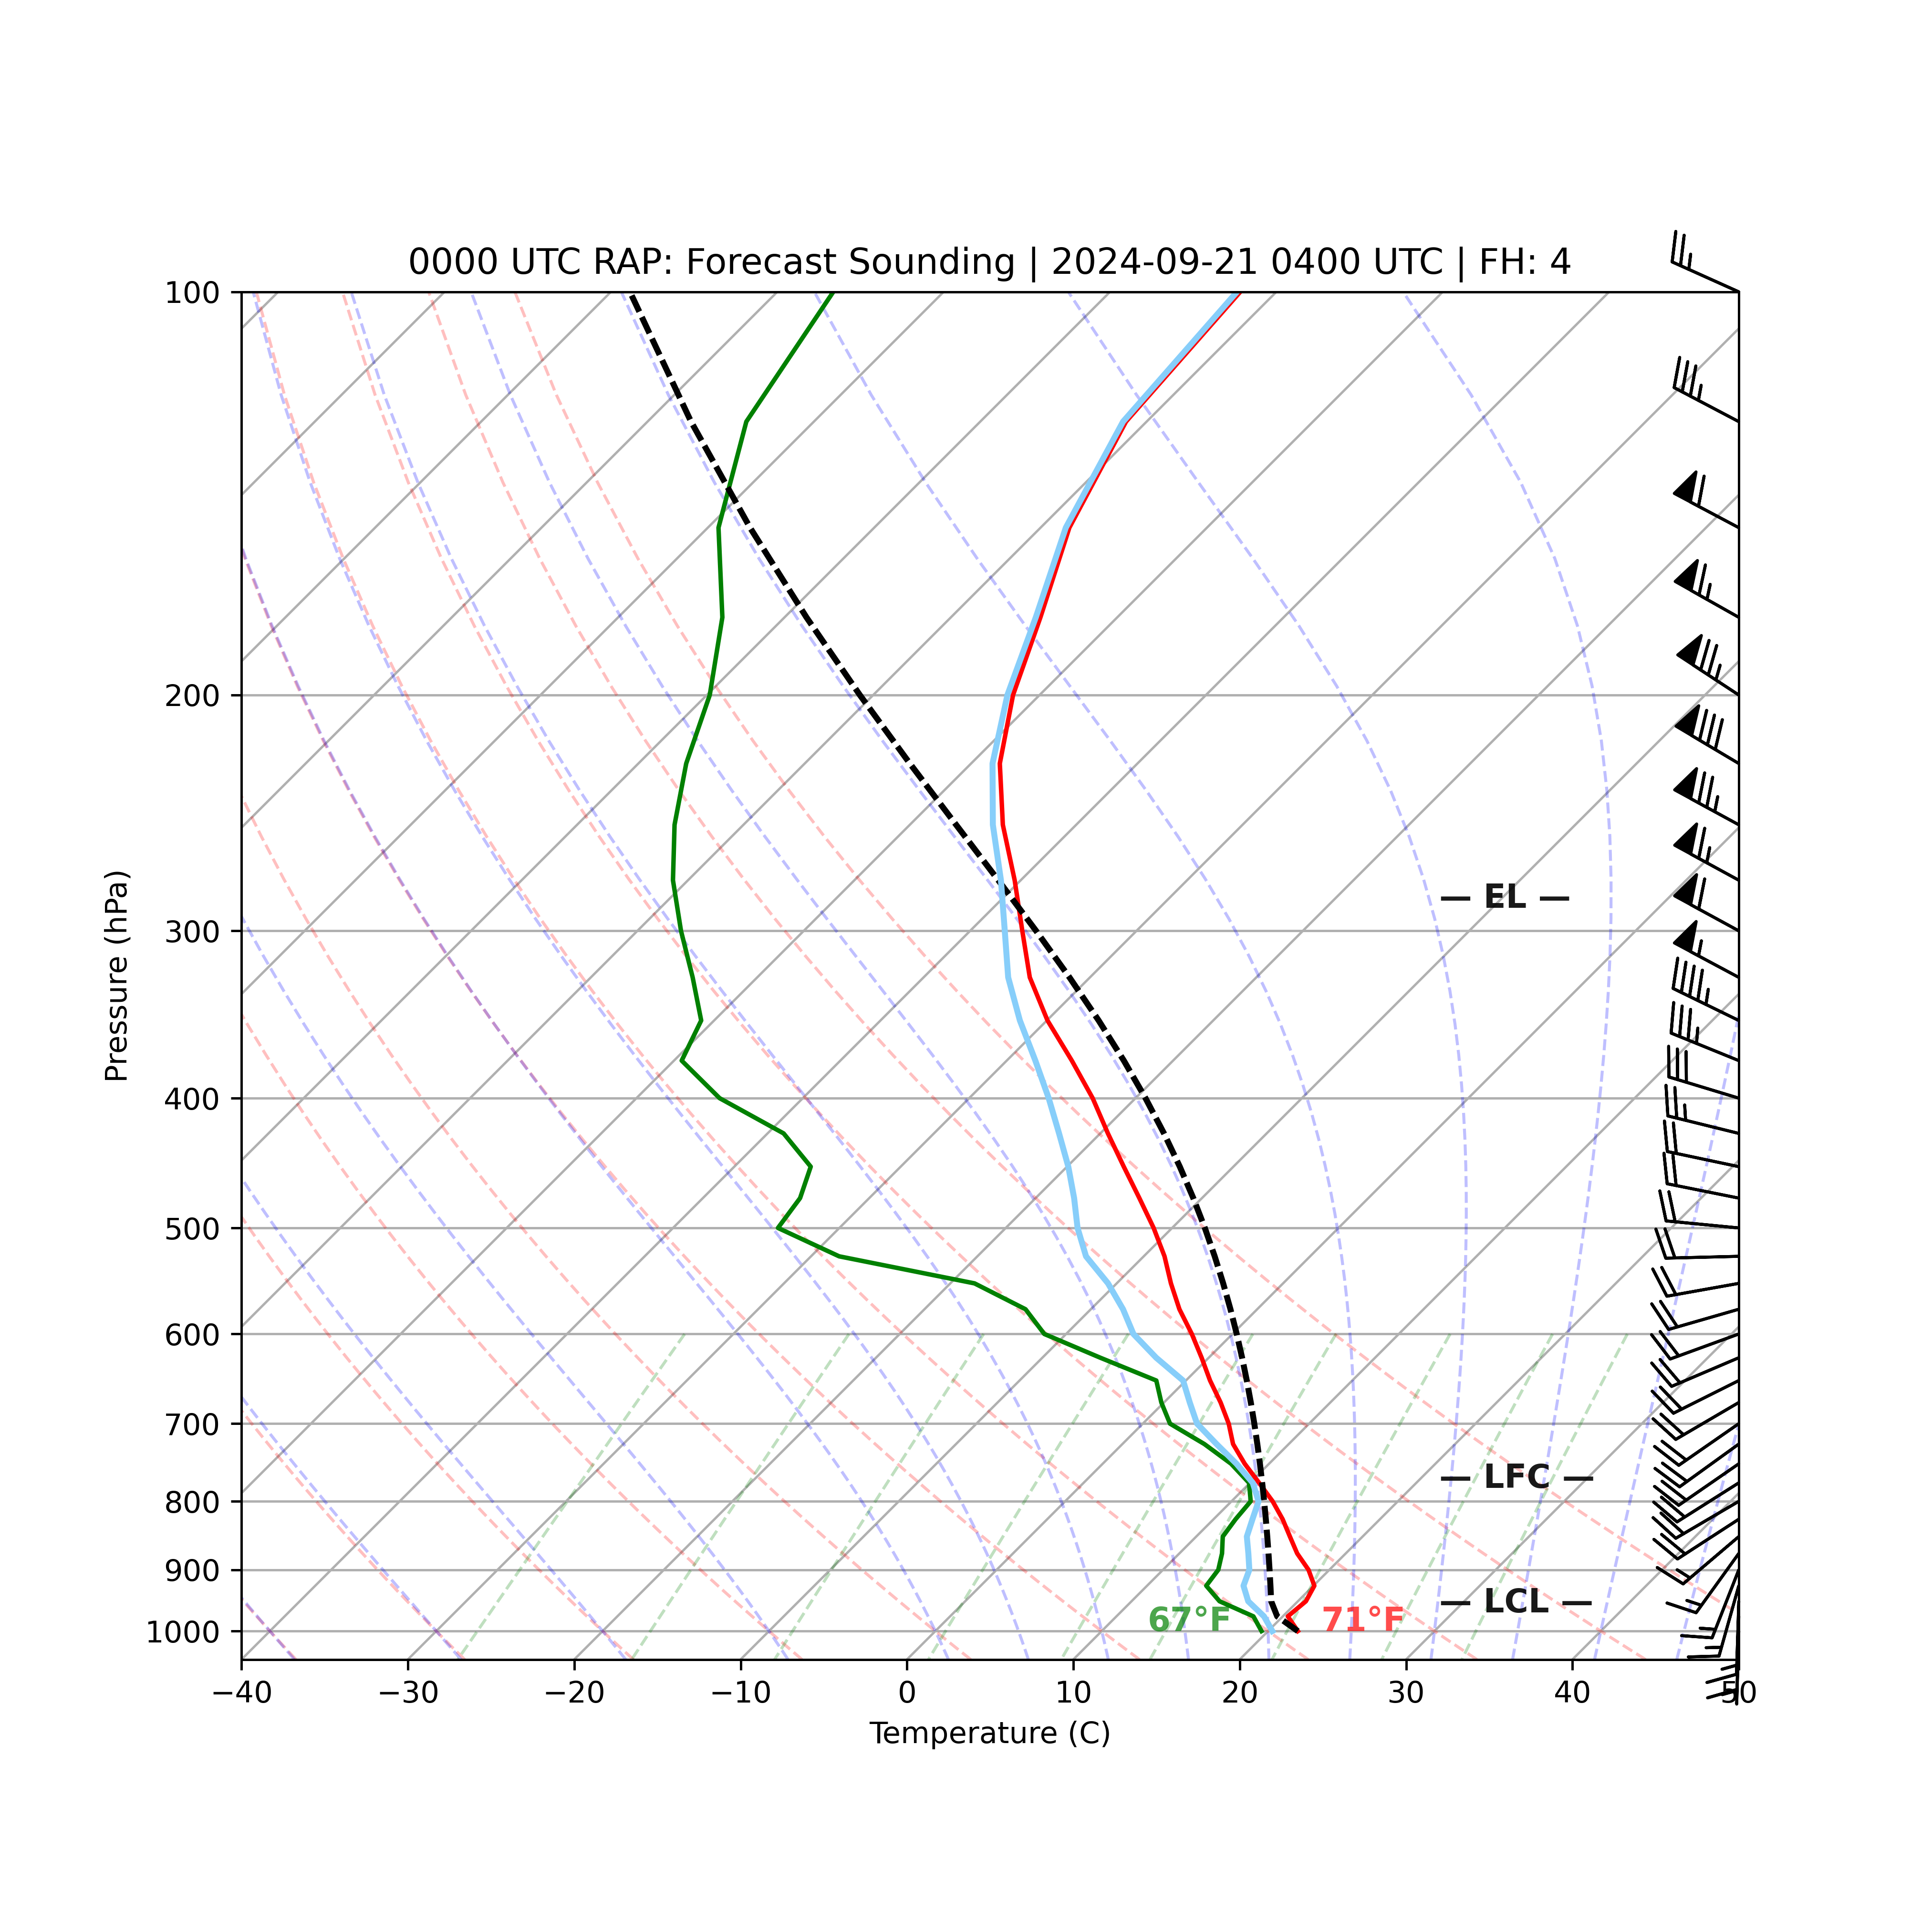 0000 UTC RAP: Forecast Sounding | 2024-09-21 0400 UTC | FH: 4
100
200
300
400
500
600
700
800
900
1000
Pressure (hPa)
— EL —
— LFC —
— LCL —
67°F
71°F
−40 −30 −20 −10 0 10 20 30 40 50
Temperature (C)